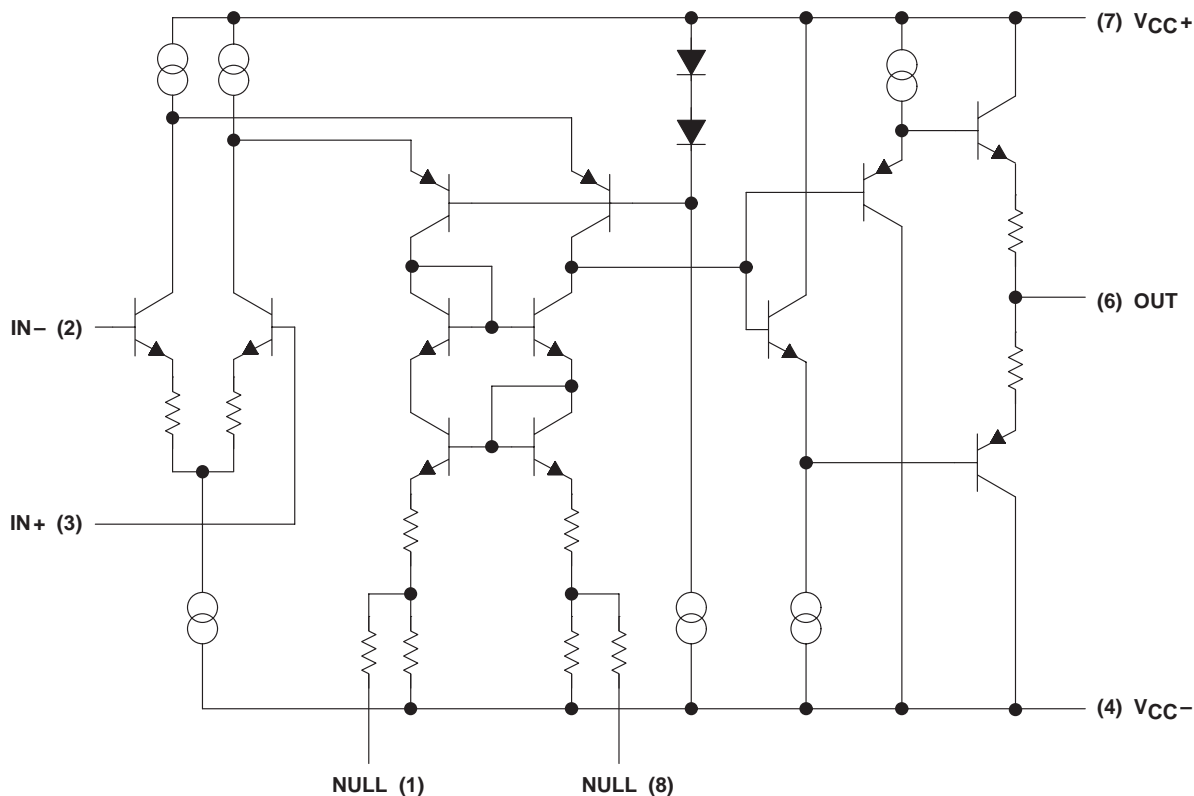 (7) VCC+
IN− (2)
(6) OUT
IN+ (3)
(4) VCC−
NULL (1)
NULL (8)